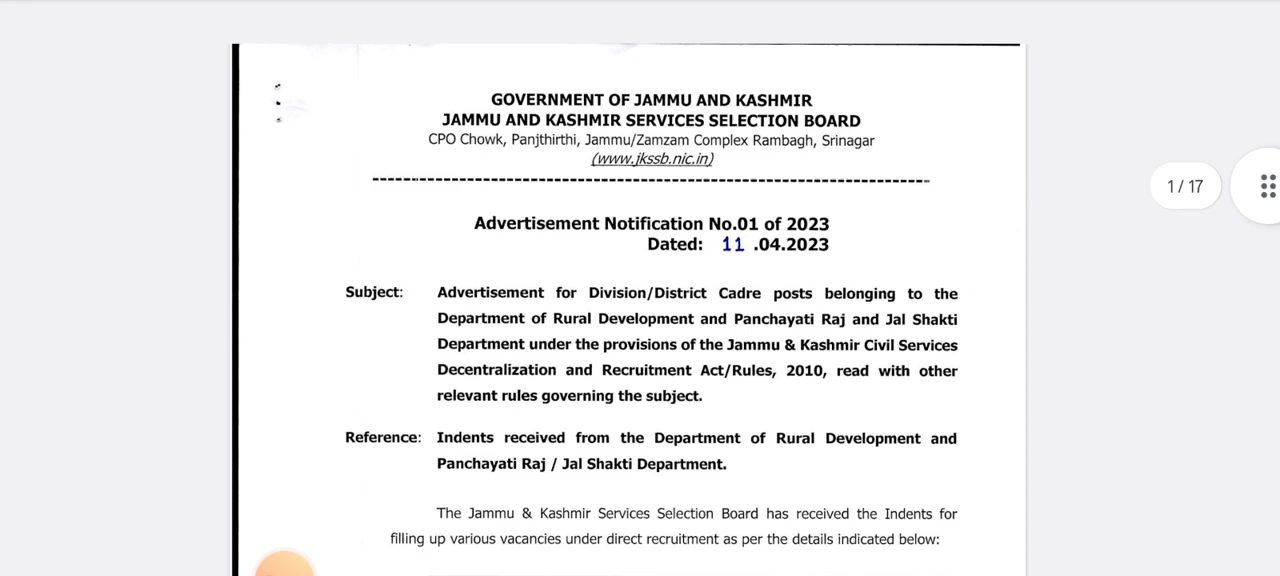 GOVERNMENT OF JAMMU AND KASHMIR
JAMMU AND KASHMIR SERVICES SELECTION BOARD
CPO Chowk, Panjthirthi, Jammu/Zamzam Complex Rambagh, Srinagar
(www.jkssb.nic.in)
1 / 17
Advertisement Notification No.01 of 2023
Dated: 11 .04.2023
Subject: Advertisement for Division/District Cadre posts belonging to the
Department of Rural Development and Panchayati Raj and Jal Shakti
Department under the provisions of the Jammu & Kashmir Civil Services
Decentralization and Recruitment Act/Rules, 2010, read with other
relevant rules governing the subject.
Reference: Indents received from the Department of Rural Development and
Panchayati Raj / Jal Shakti Department.
The Jammu & Kashmir Services Selection Board has received the Indents for
filling up various vacancies under direct recruitment as per the details indicated below: